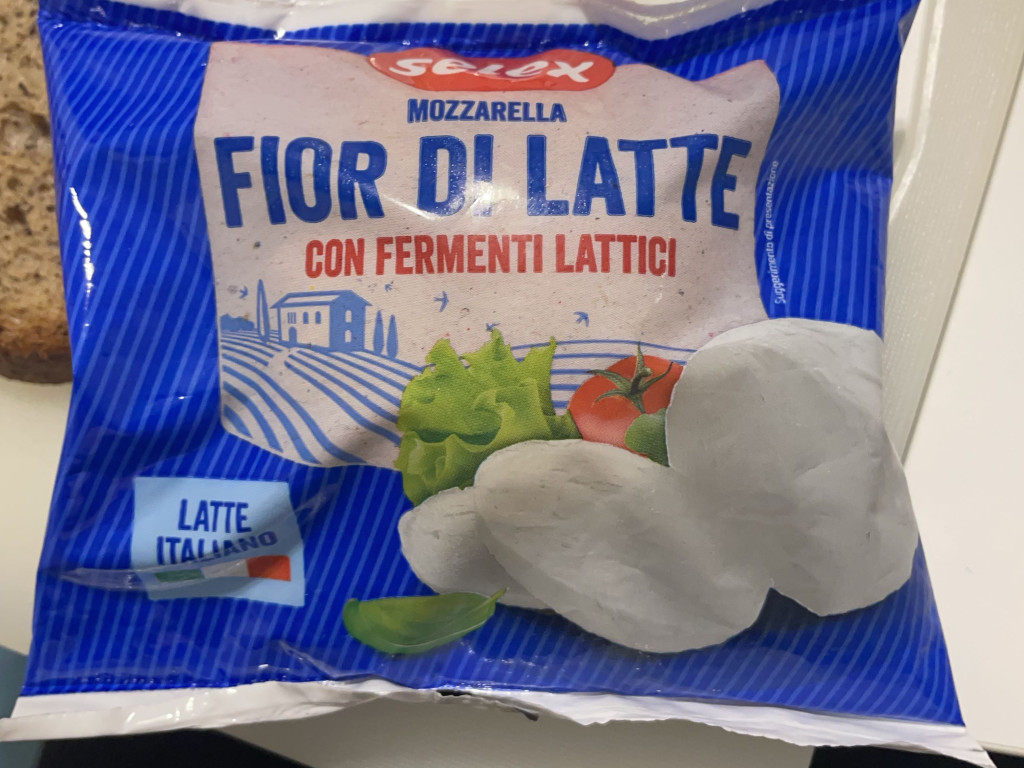 SELEX
MOZZARELLA
FIOR DI LATTE
CON FERMENTI LATTICI
Suggerimento di presentazione
LATTE
ITALIANO